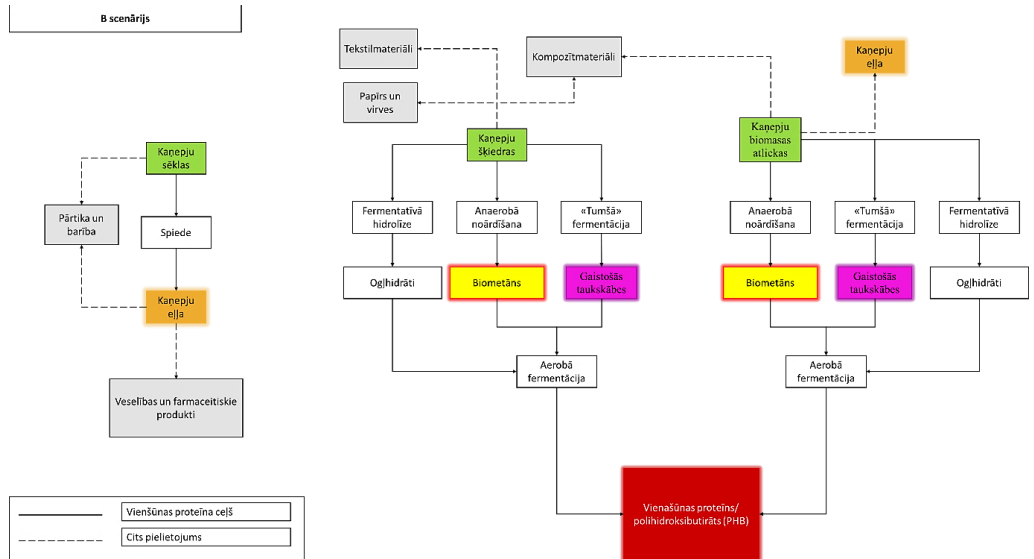 B scenārijs
Tekstilmateriāli
Kompozītmateriāli
Kaņepju
eļļa
Papīrs un
virves
Kaņepju
sēklas
Kaņepju
šķiedras
Kaņepju
biomasas
atlickas
Pārtika un
barība
Spiede
Fermentatīvā
hidrolīze
Anaerobā
noārdīšana
«Tumšā»
fermentācija
Anaerobā
noārdīšana
«Tumšā»
fermentācija
Fermentatīvā
hidrolīze
Kaņepju
eļļa
Ogļhidrāti
Biometāns
Gaistošās
taukskābes
Biometāns
Gaistošās
taukskābes
Ogļhidrāti
Aerobā
fermentācija
Aerobā
fermentācija
Veselības un farmaceitiskie
produkti
Vienašūnas proteīns/
polihidroksibutirāts (PHB)
Vienšūnas proteīna ceļš
Cits pielietojums